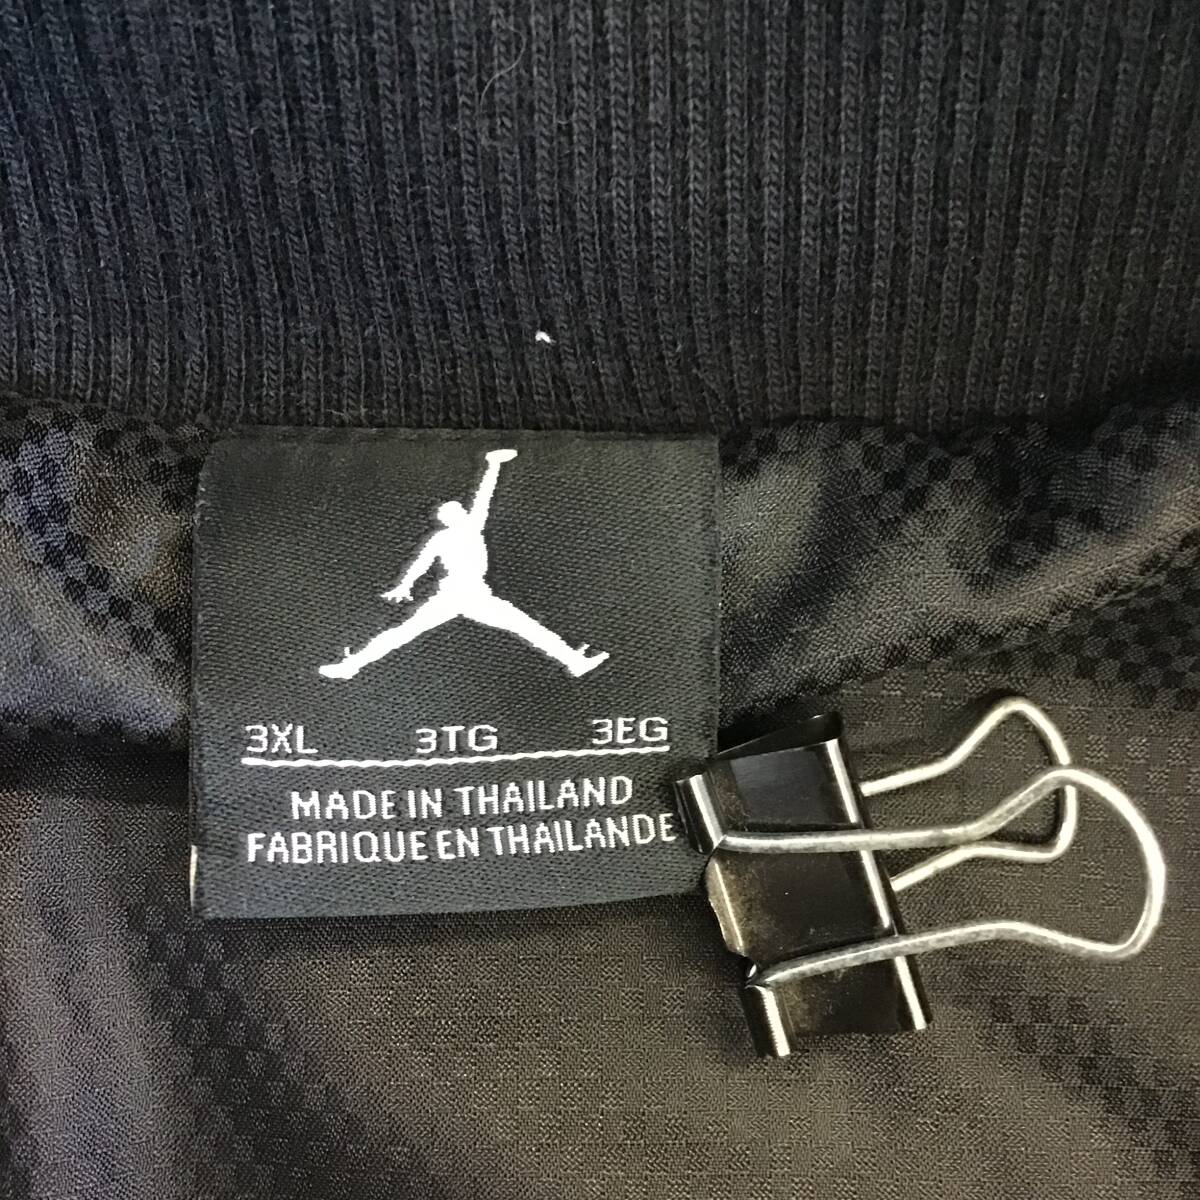 3XL 3TG 3EG
MADE IN THAILAND
FABRIQUE EN THAILANDE